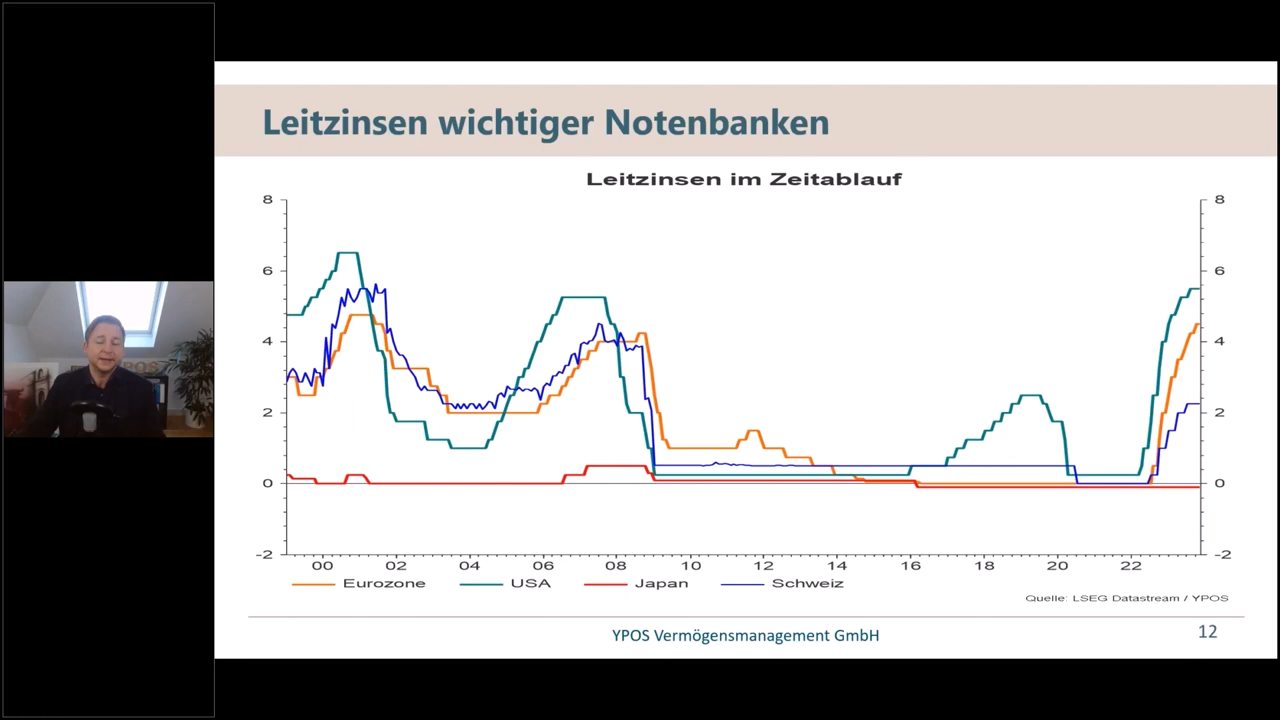 Leitzinsen wichtiger Notenbanken
Leitzinsen im Zeitablauf
8 8
6 6
4 4
2 2
0 0
-2 -2
00 02 04 06 08 10 12 14 16 18 20 22
Eurozone USA Japan Schweiz
Quelle: LSEG Datastream / YPOS
YPOS Vermögensmanagement GmbH 12